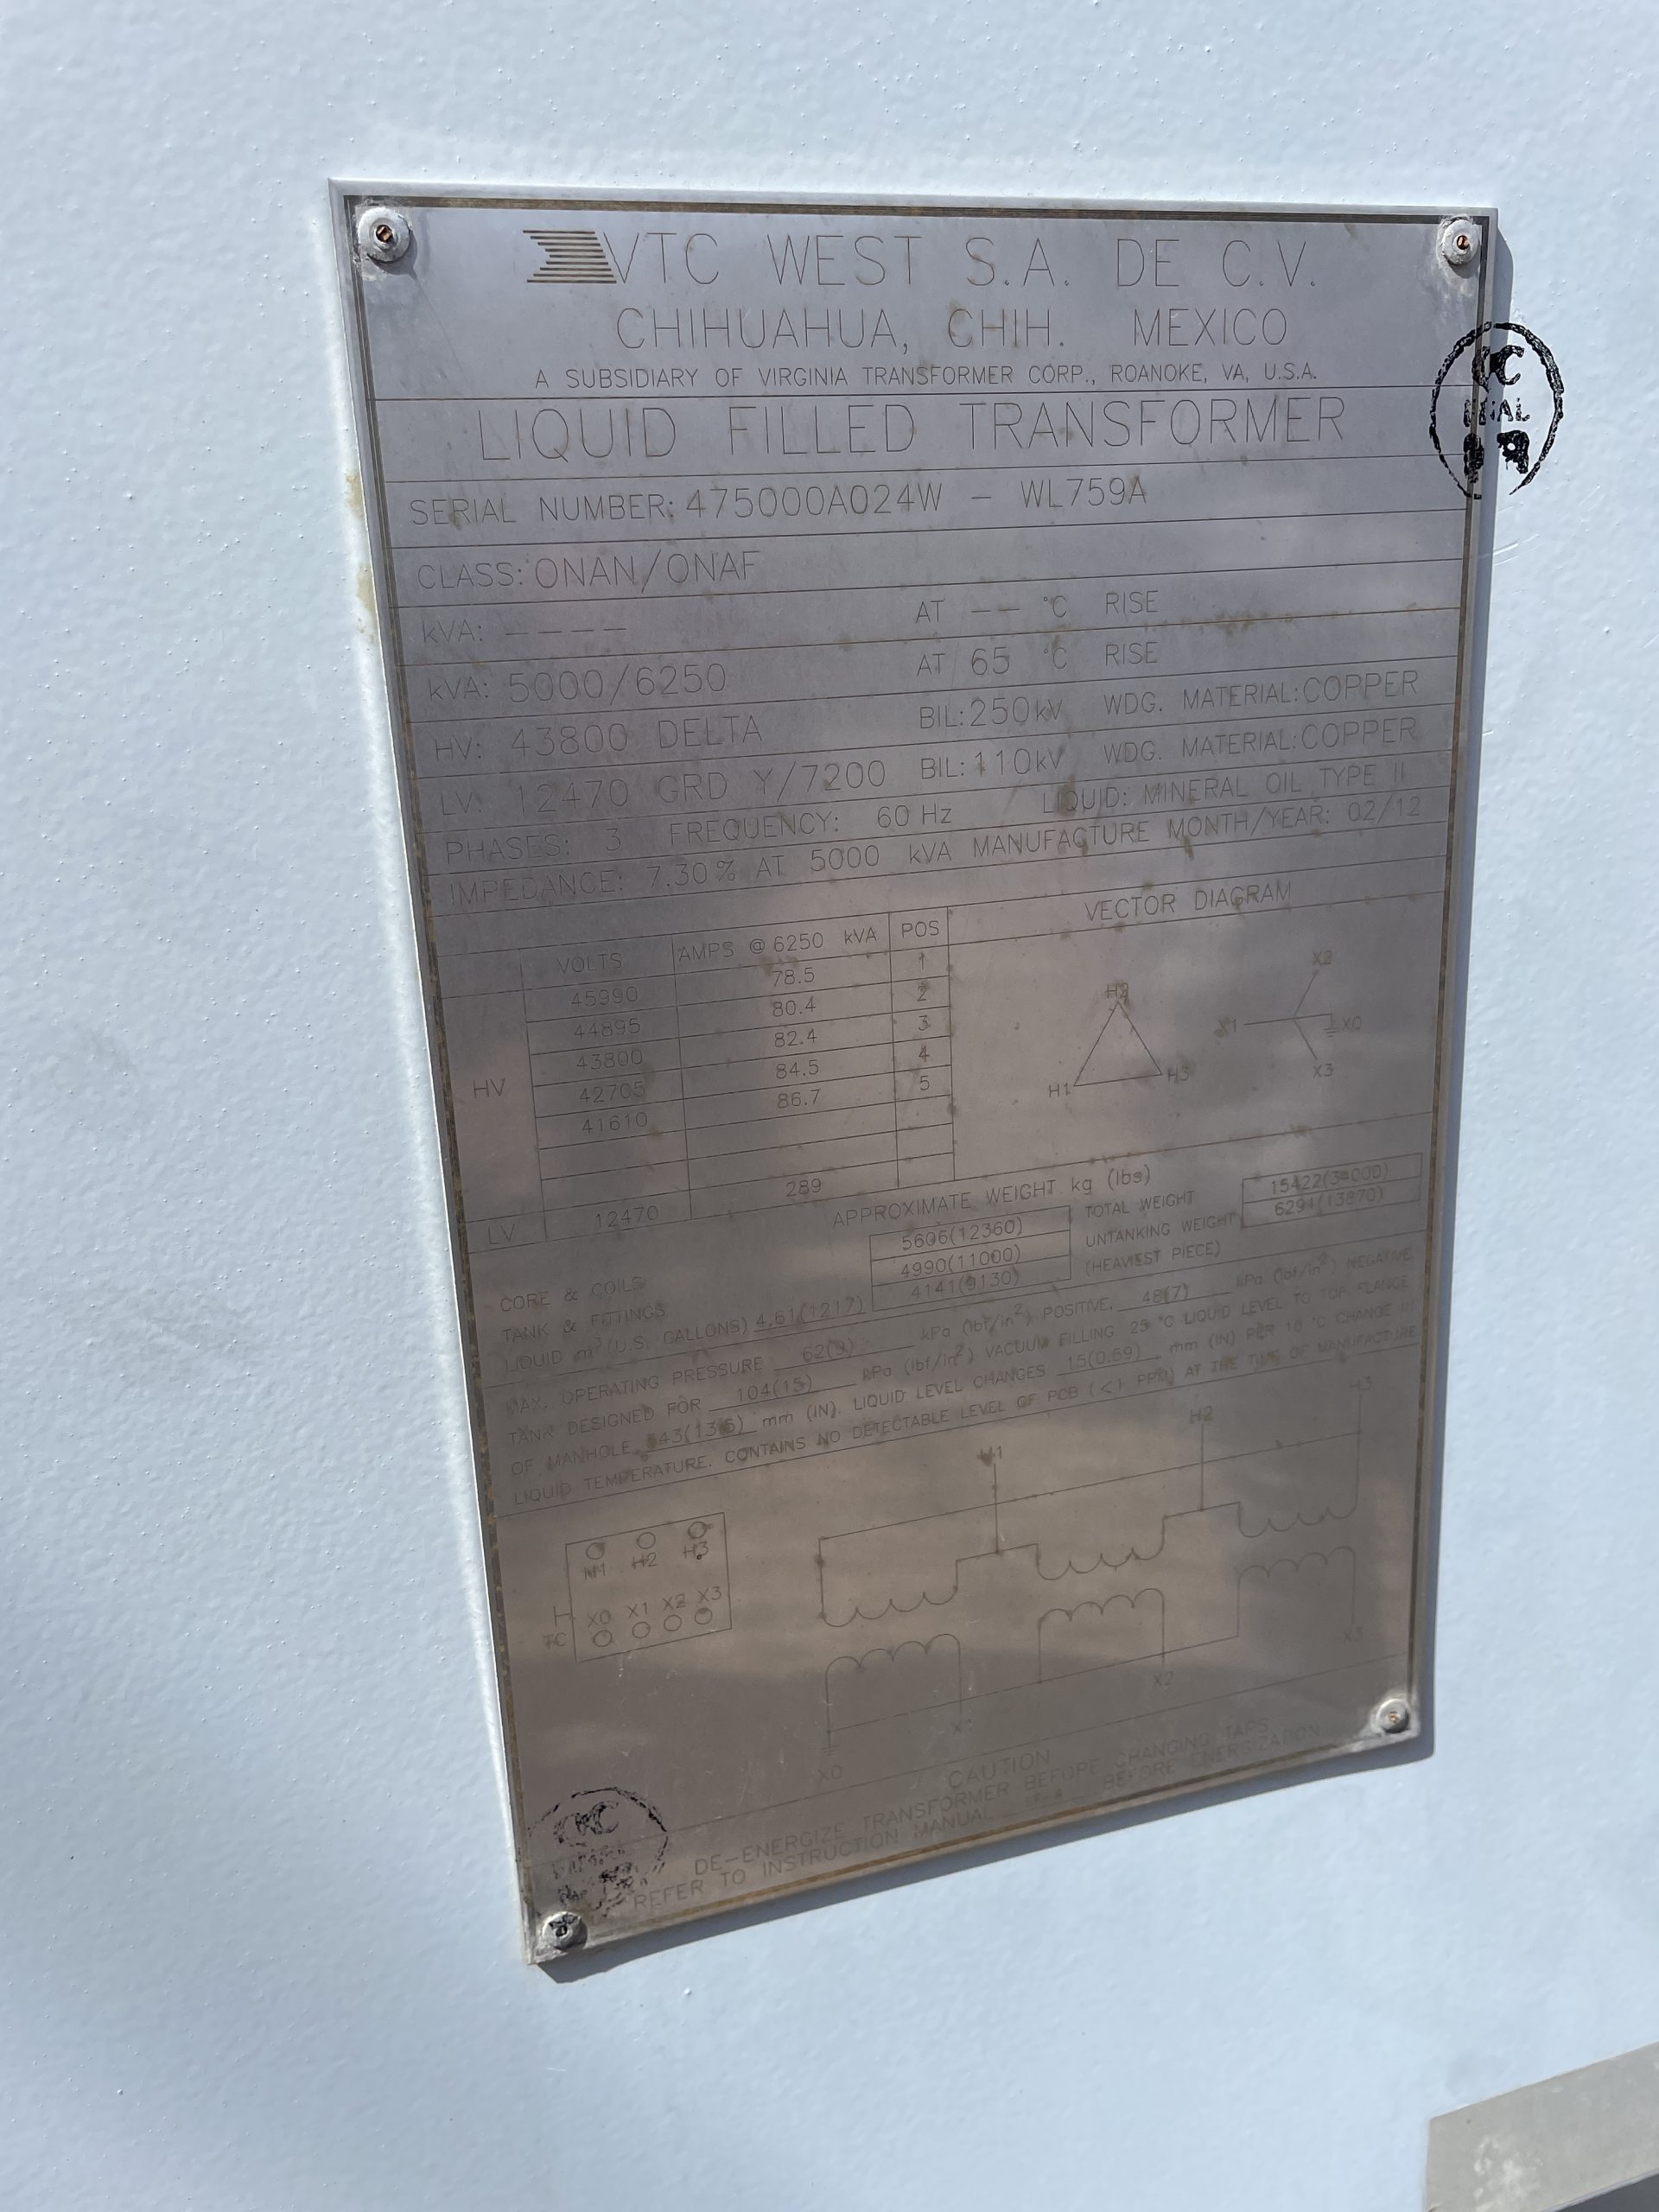 VTC WEST S.A. DE C.V.
CHIHUAHUA, CHIH. MEXICO
A SUBSIDIARY OF VIRGINIA TRANSFORMER CORP., ROANOKE, VA, U.S.A.
LIQUID FILLED TRANSFORMER
SERIAL NUMBER: 475000A024W - WL759A
CLASS: ONAN/ONAF
kVA: ---- AT -- °C RISE
kVA: 5000/6250 AT 65 °C RISE
HV: 43800 DELTA BIL: 250kV WDG. MATERIAL: COPPER
LV: 12470 GRD Y/7200 BIL: 110kV WDG. MATERIAL: COPPER
PHASES: 3 FREQUENCY: 60 Hz LIQUID: MINERAL OIL TYPE II
IMPEDANCE: 7.30% AT 5000 kVA MANUFACTURE MONTH/YEAR: 02/12
VOLTS AMPS @ 6250 kVA POS VECTOR DIAGRAM
45990 78.5 1
44895 80.4 2
HV 43800 82.4 3
42705 84.5 4
41610 86.7 5
LV 12470 289
H2
H1 H3
X2
X1 X0
X3
APPROXIMATE WEIGHT kg (lbs)
CORE & COILS 5606(12360) TOTAL WEIGHT 15422(34000)
TANK & FITTINGS 4990(11000) UNTANKING WEIGHT 6291(13870)
LIQUID m³ (U.S. GALLONS) 4.61(1217) 4141(9130) (HEAVIEST PIECE)
MAX. OPERATING PRESSURE 62(9) kPa (lbf/in²) POSITIVE, 48(7) kPa (lbf/in²) NEGATIVE
TANK DESIGNED FOR 104(15) kPa (lbf/in²) VACUUM FILLING. 25 °C LIQUID LEVEL TO TOP FLANGE
OF MANHOLE mm (IN). LIQUID LEVEL CHANGES 15(0.69) mm (IN) PER 10 °C CHANGE IN
LIQUID TEMPERATURE. CONTAINS NO DETECTABLE LEVEL OF PCB (<1 PPM) AT THE TIME OF MANUFACTURE
H1 H2 H3
H1 H2 H3
X0 X1 X2 X3
TC
X0 X2 X3
CAUTION
DE-ENERGIZE TRANSFORMER BEFORE CHANGING TAPS
REFER TO INSTRUCTION MANUAL BEFORE ENERGIZATION